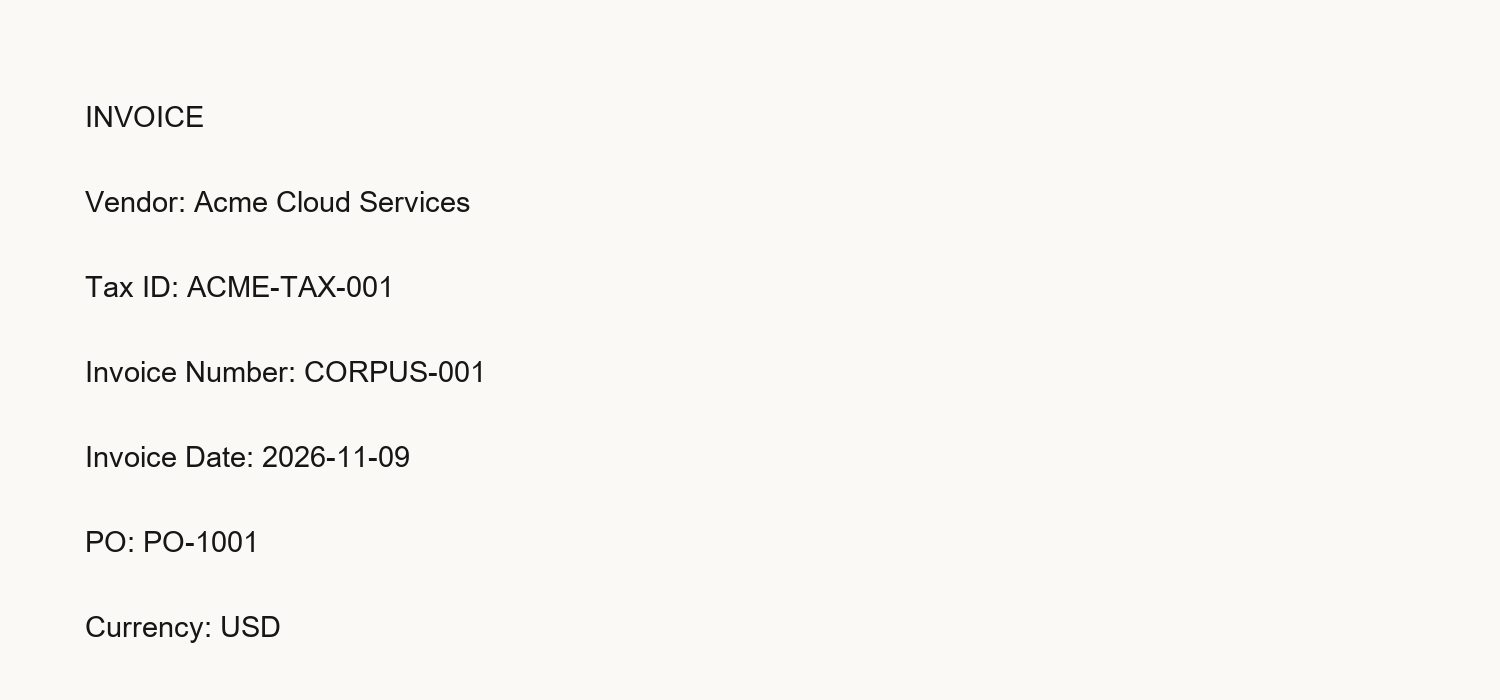 INVOICE
Vendor: Acme Cloud Services
Tax ID: ACME-TAX-001
Invoice Number: CORPUS-001
Invoice Date: 2026-11-09
PO: PO-1001
Currency: USD